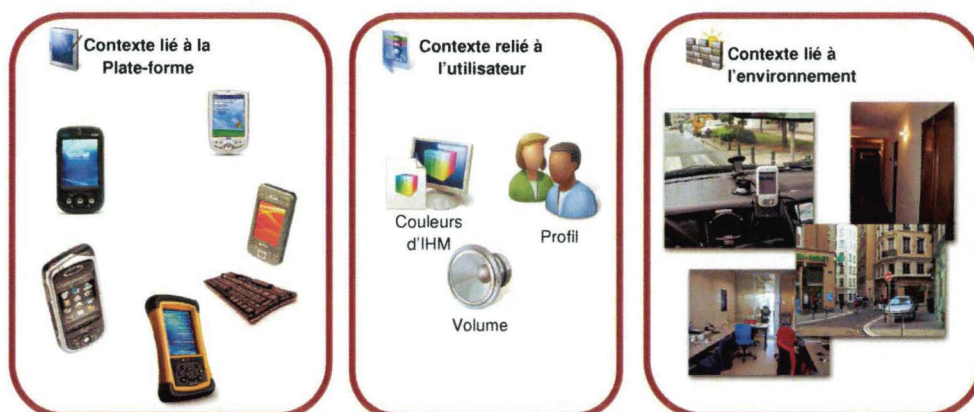 Contexte lié à la
Plate-forme
Contexte relié à
l'utilisateur
Couleurs
d'IHM
Profil
Volume
Contexte lié à
l'environnement